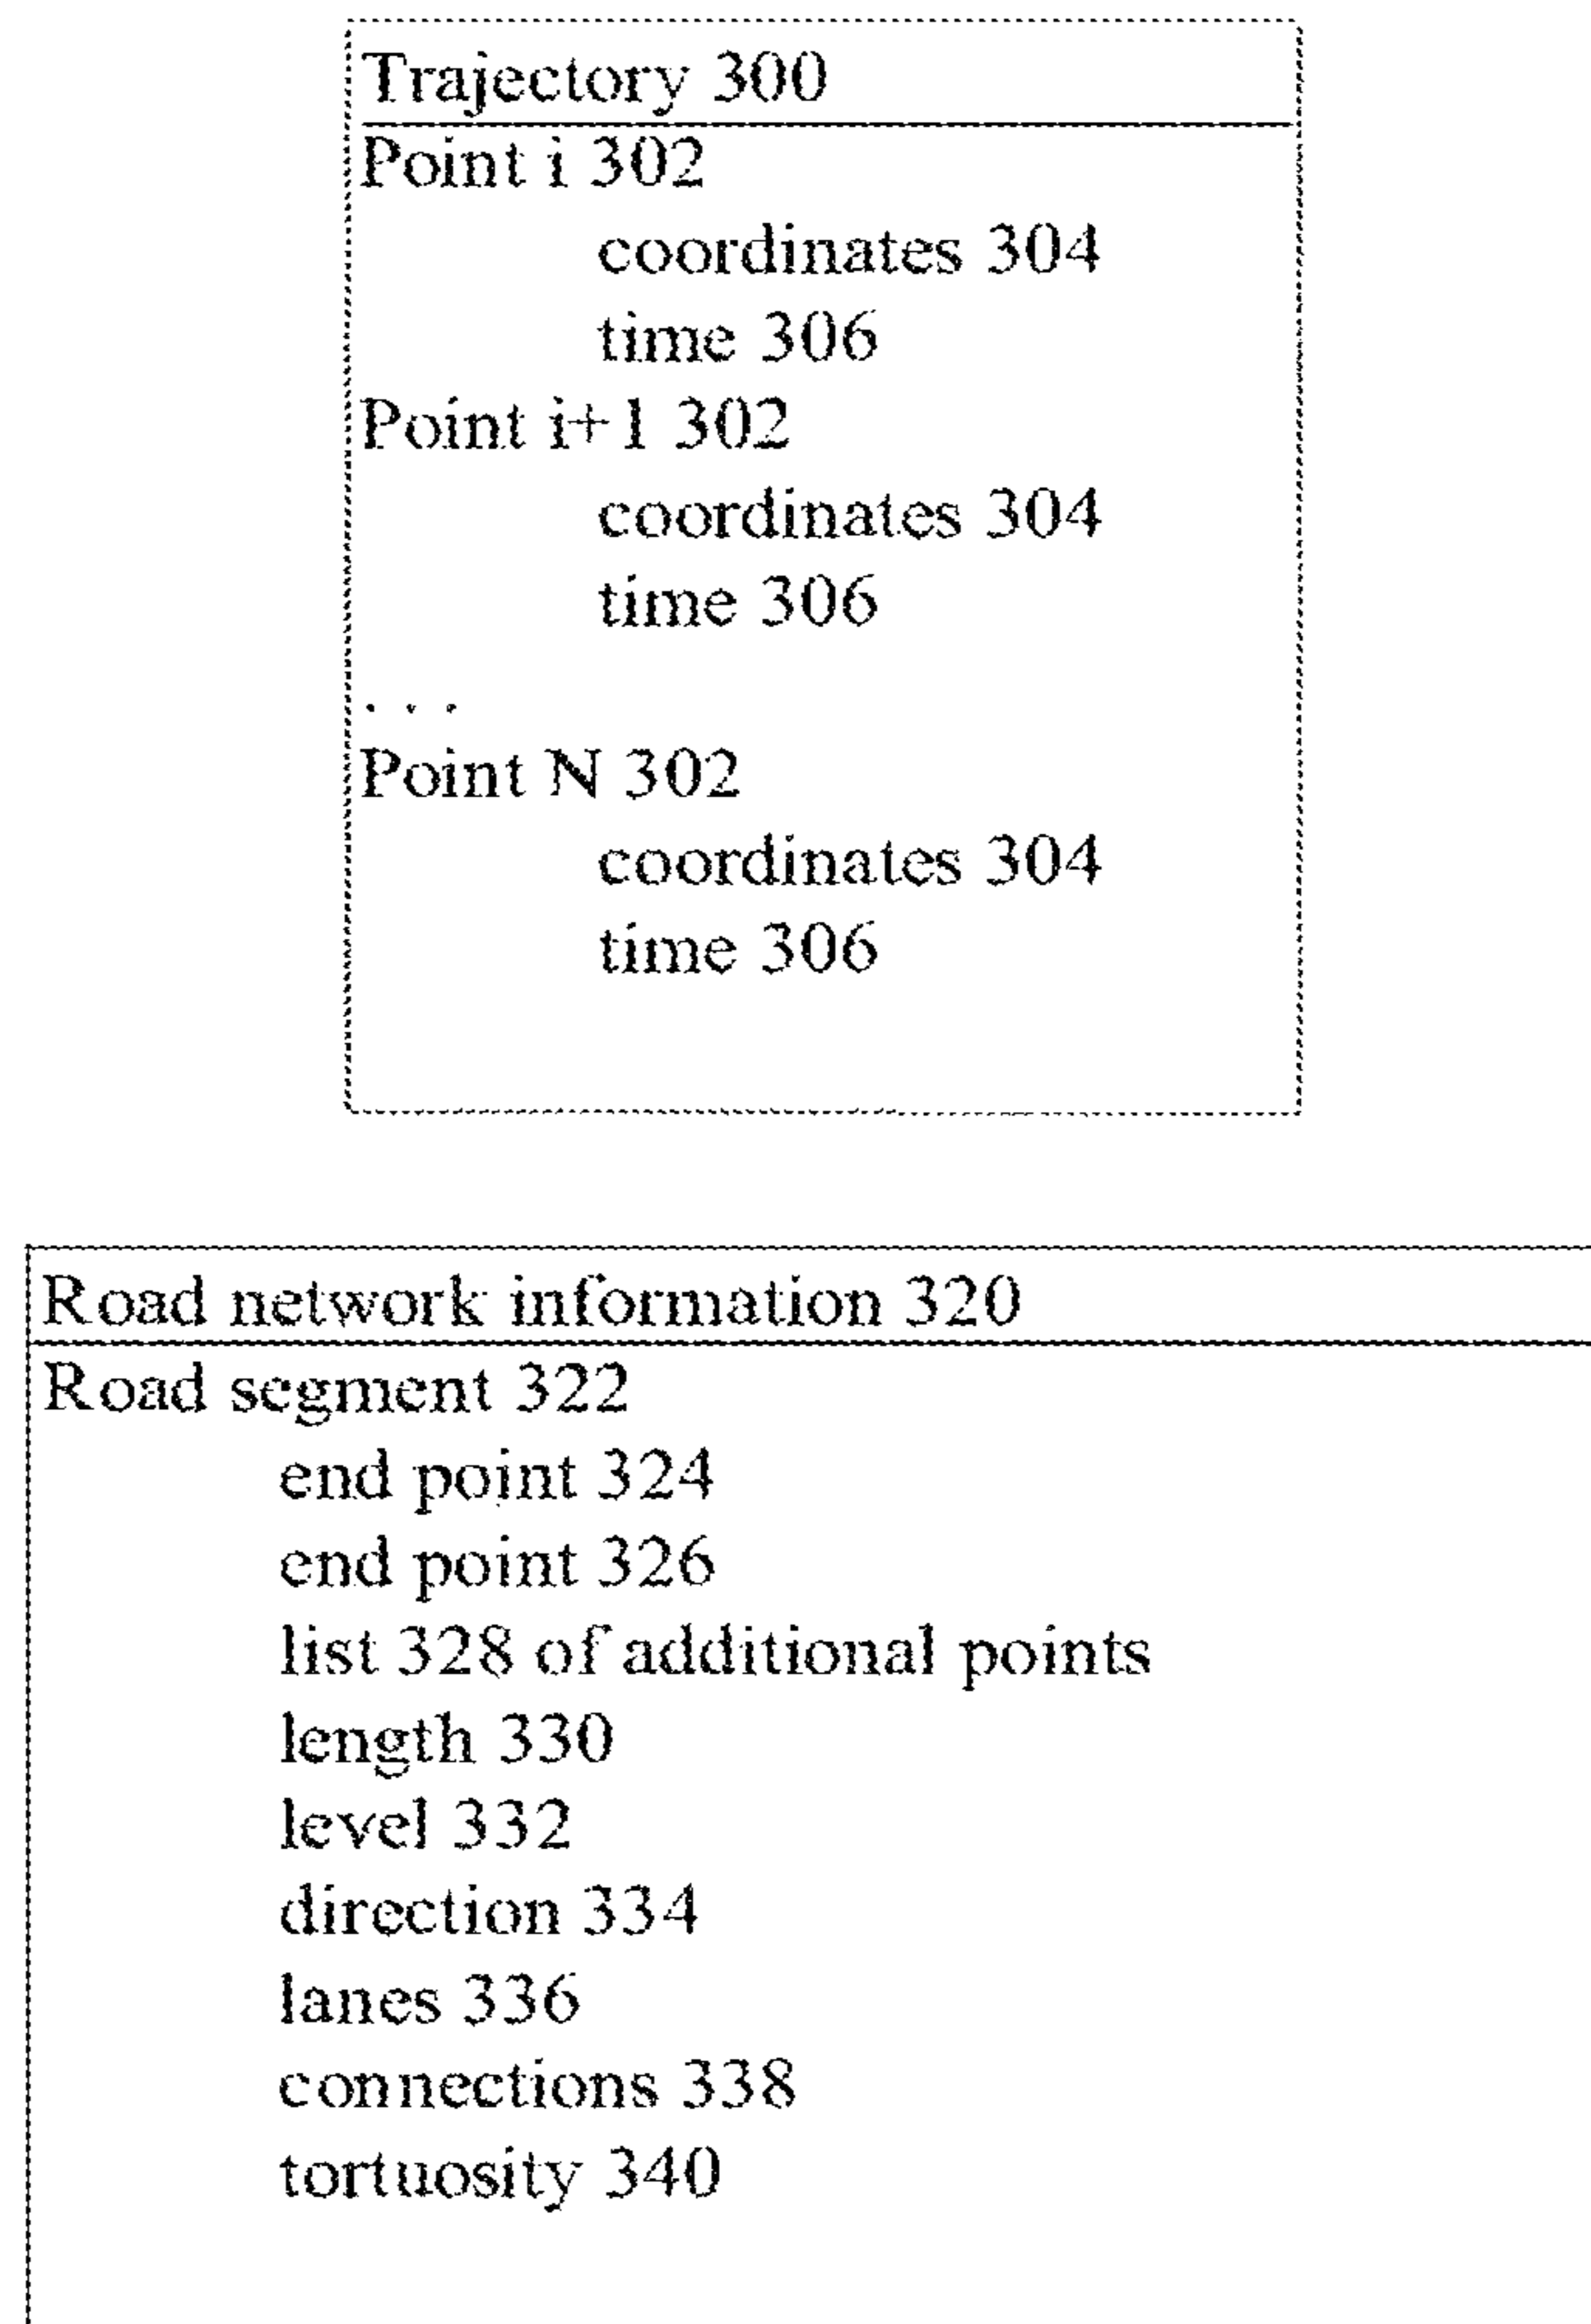 Trajectory 300
Point i 302
coordinates 304
time 306
Point i+1 302
coordinates 304
time 306
. . .
Point N 302
coordinates 304
time 306
Road network information 320
Road segment 322
end point 324
end point 326
list 328 of additional points
length 330
level 332
direction 334
lanes 336
connections 338
tortuosity 340